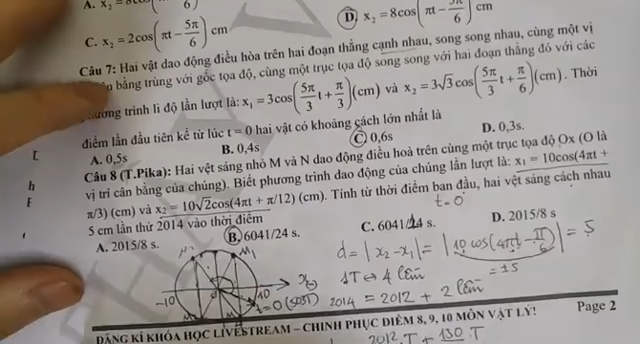 A. x₂ = 6)
D. x₂ = 8cos(πt − 5π/6) cm
C. x₂ = 2cos(πt − 5π/6) cm
Câu 7: Hai vật dao động điều hòa trên hai đoạn thẳng cạnh nhau, song song nhau, cùng một vị
bằng trùng với gốc tọa độ, cùng một trục tọa độ song song với hai đoạn thẳng đó với các
phương trình li độ lần lượt là: x₁ = 3cos(5π/3 t + π/3)(cm) và x₂ = 3√3cos(5π/3 t + π/6)(cm). Thời
điểm lần đầu tiên kể từ lúc t = 0 hai vật có khoảng cách lớn nhất là
A. 0,5s B. 0,4s C. 0,6s D. 0,3s.
Câu 8 (T.Pika): Hai vệt sáng nhỏ M và N dao động điều hoà trên cùng một trục tọa độ Ox (O là
vị trí cân bằng của chúng). Biết phương trình dao động của chúng lần lượt là: x₁ = 10cos(4πt +
π/3) (cm) và x₂ = 10√2cos(4πt + π/12) (cm). Tính từ thời điểm ban đầu, hai vệt sáng cách nhau
t=0
5 cm lần thứ 2014 vào thời điểm
A. 2015/8 s. B. 6041/24 s. C. 6041/24 s. D. 2015/8 s
d = |x₂ − x₁| = |10 cos(4πt − π/6)| = 5
= ±5
1T ⇔ 4 lần
2014 = 2012 + 2 lần
M₁
−10
10
t=0 (
ĐĂNG KÍ KHÓA HỌC LIVESTREAM – CHINH PHỤC ĐIỂM 8, 9, 10 MÔN VẬT LÝ! Page 2
2012 .T + 130 .T